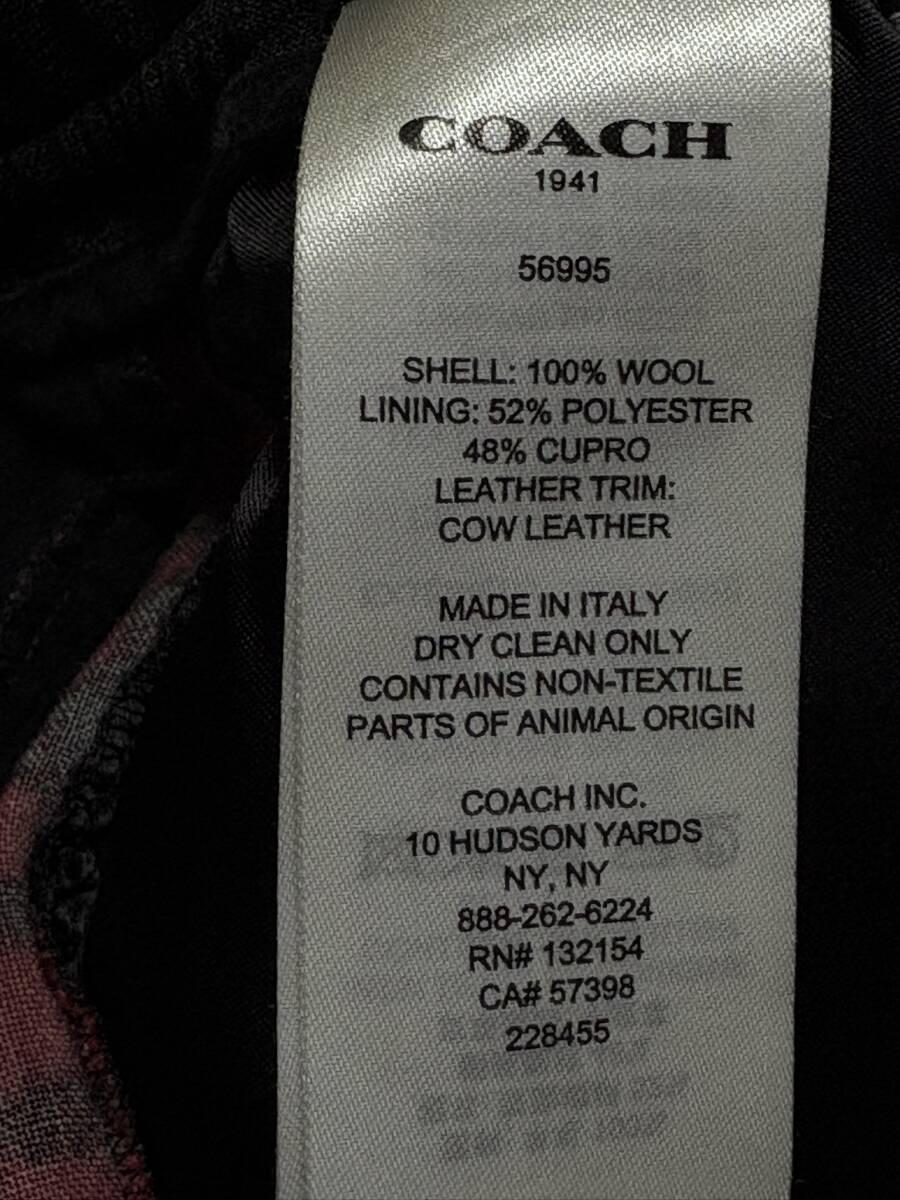 COACH
1941
56995
SHELL: 100% WOOL
LINING: 52% POLYESTER
48% CUPRO
LEATHER TRIM:
COW LEATHER
MADE IN ITALY
DRY CLEAN ONLY
CONTAINS NON-TEXTILE
PARTS OF ANIMAL ORIGIN
COACH INC.
10 HUDSON YARDS
NY, NY
888-262-6224
RN# 132154
CA# 57398
228455